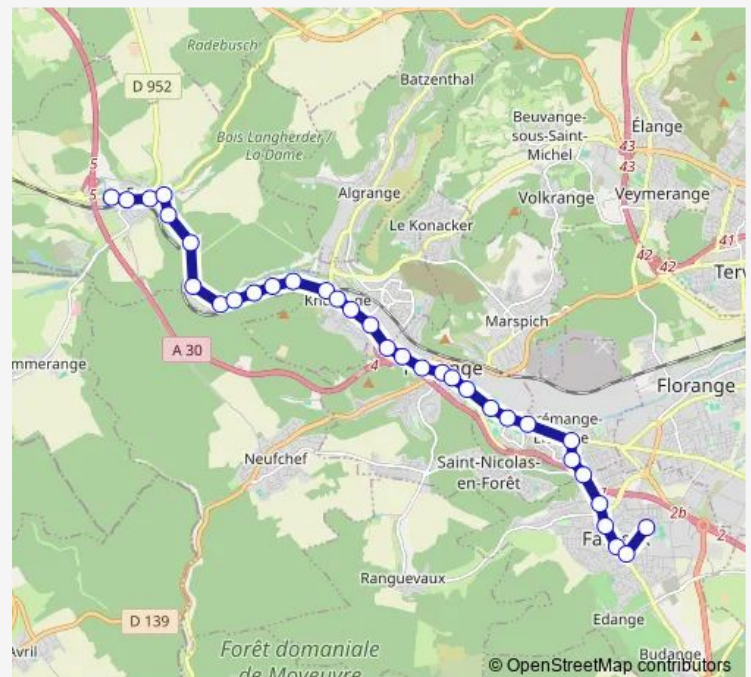 Radebusch
D 952
Batzenthal
Beuvange-
sous-Saint-
Michel
Élange
43
43
Bois Langherder /
La-Dame
5
5
Algrange
Volkrange
Veymerange
Le Konacker
42
42
41
Marspich
A 30
4
Florange
Neufchef
Saint-Nicolas-
en-Forêt
2b
2
Ranguevaux
D 139
Edange
Forêt domaniale
de Moyeuvre
Budange
© OpenStreetMap contributors